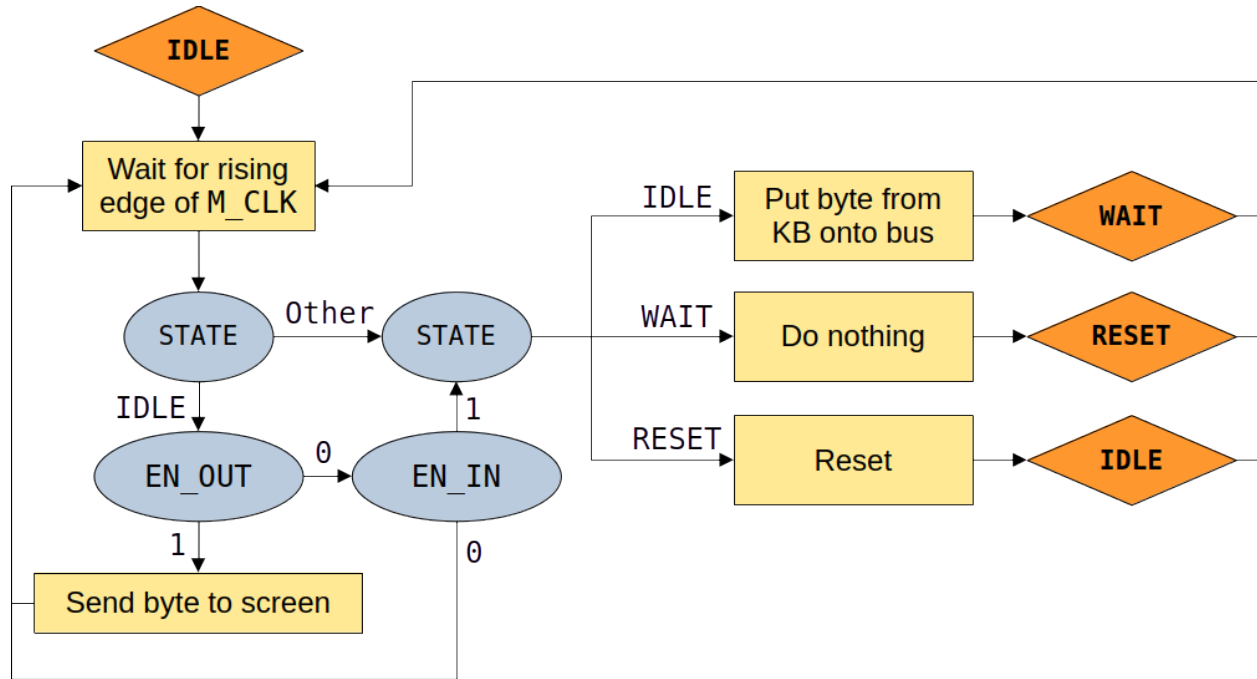 IDLE
Wait for rising
edge of M_CLK
STATE
Other
STATE
IDLE
EN_OUT
0
EN_IN
1
1
0
Send byte to screen
IDLE
Put byte from
KB onto bus
WAIT
WAIT
Do nothing
RESET
RESET
Reset
IDLE